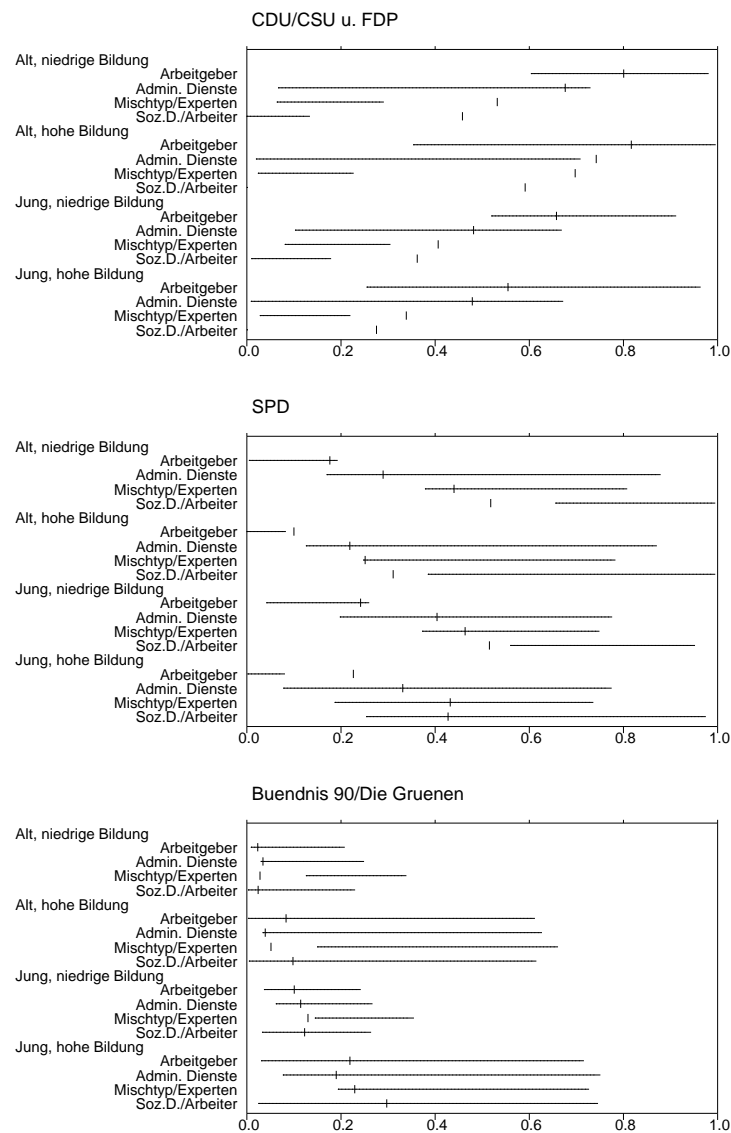 CDU/CSU u. FDP
Alt, niedrige Bildung
Arbeitgeber
Admin. Dienste
Mischtyp/Experten
Soz.D./Arbeiter
Alt, hohe Bildung
Arbeitgeber
Admin. Dienste
Mischtyp/Experten
Soz.D./Arbeiter
Jung, niedrige Bildung
Arbeitgeber
Admin. Dienste
Mischtyp/Experten
Soz.D./Arbeiter
Jung, hohe Bildung
Arbeitgeber
Admin. Dienste
Mischtyp/Experten
Soz.D./Arbeiter
0.0 0.2 0.4 0.6 0.8 1.0
SPD
Alt, niedrige Bildung
Arbeitgeber
Admin. Dienste
Mischtyp/Experten
Soz.D./Arbeiter
Alt, hohe Bildung
Arbeitgeber
Admin. Dienste
Mischtyp/Experten
Soz.D./Arbeiter
Jung, niedrige Bildung
Arbeitgeber
Admin. Dienste
Mischtyp/Experten
Soz.D./Arbeiter
Jung, hohe Bildung
Arbeitgeber
Admin. Dienste
Mischtyp/Experten
Soz.D./Arbeiter
0.0 0.2 0.4 0.6 0.8 1.0
Buendnis 90/Die Gruenen
Alt, niedrige Bildung
Arbeitgeber
Admin. Dienste
Mischtyp/Experten
Soz.D./Arbeiter
Alt, hohe Bildung
Arbeitgeber
Admin. Dienste
Mischtyp/Experten
Soz.D./Arbeiter
Jung, niedrige Bildung
Arbeitgeber
Admin. Dienste
Mischtyp/Experten
Soz.D./Arbeiter
Jung, hohe Bildung
Arbeitgeber
Admin. Dienste
Mischtyp/Experten
Soz.D./Arbeiter
0.0 0.2 0.4 0.6 0.8 1.0